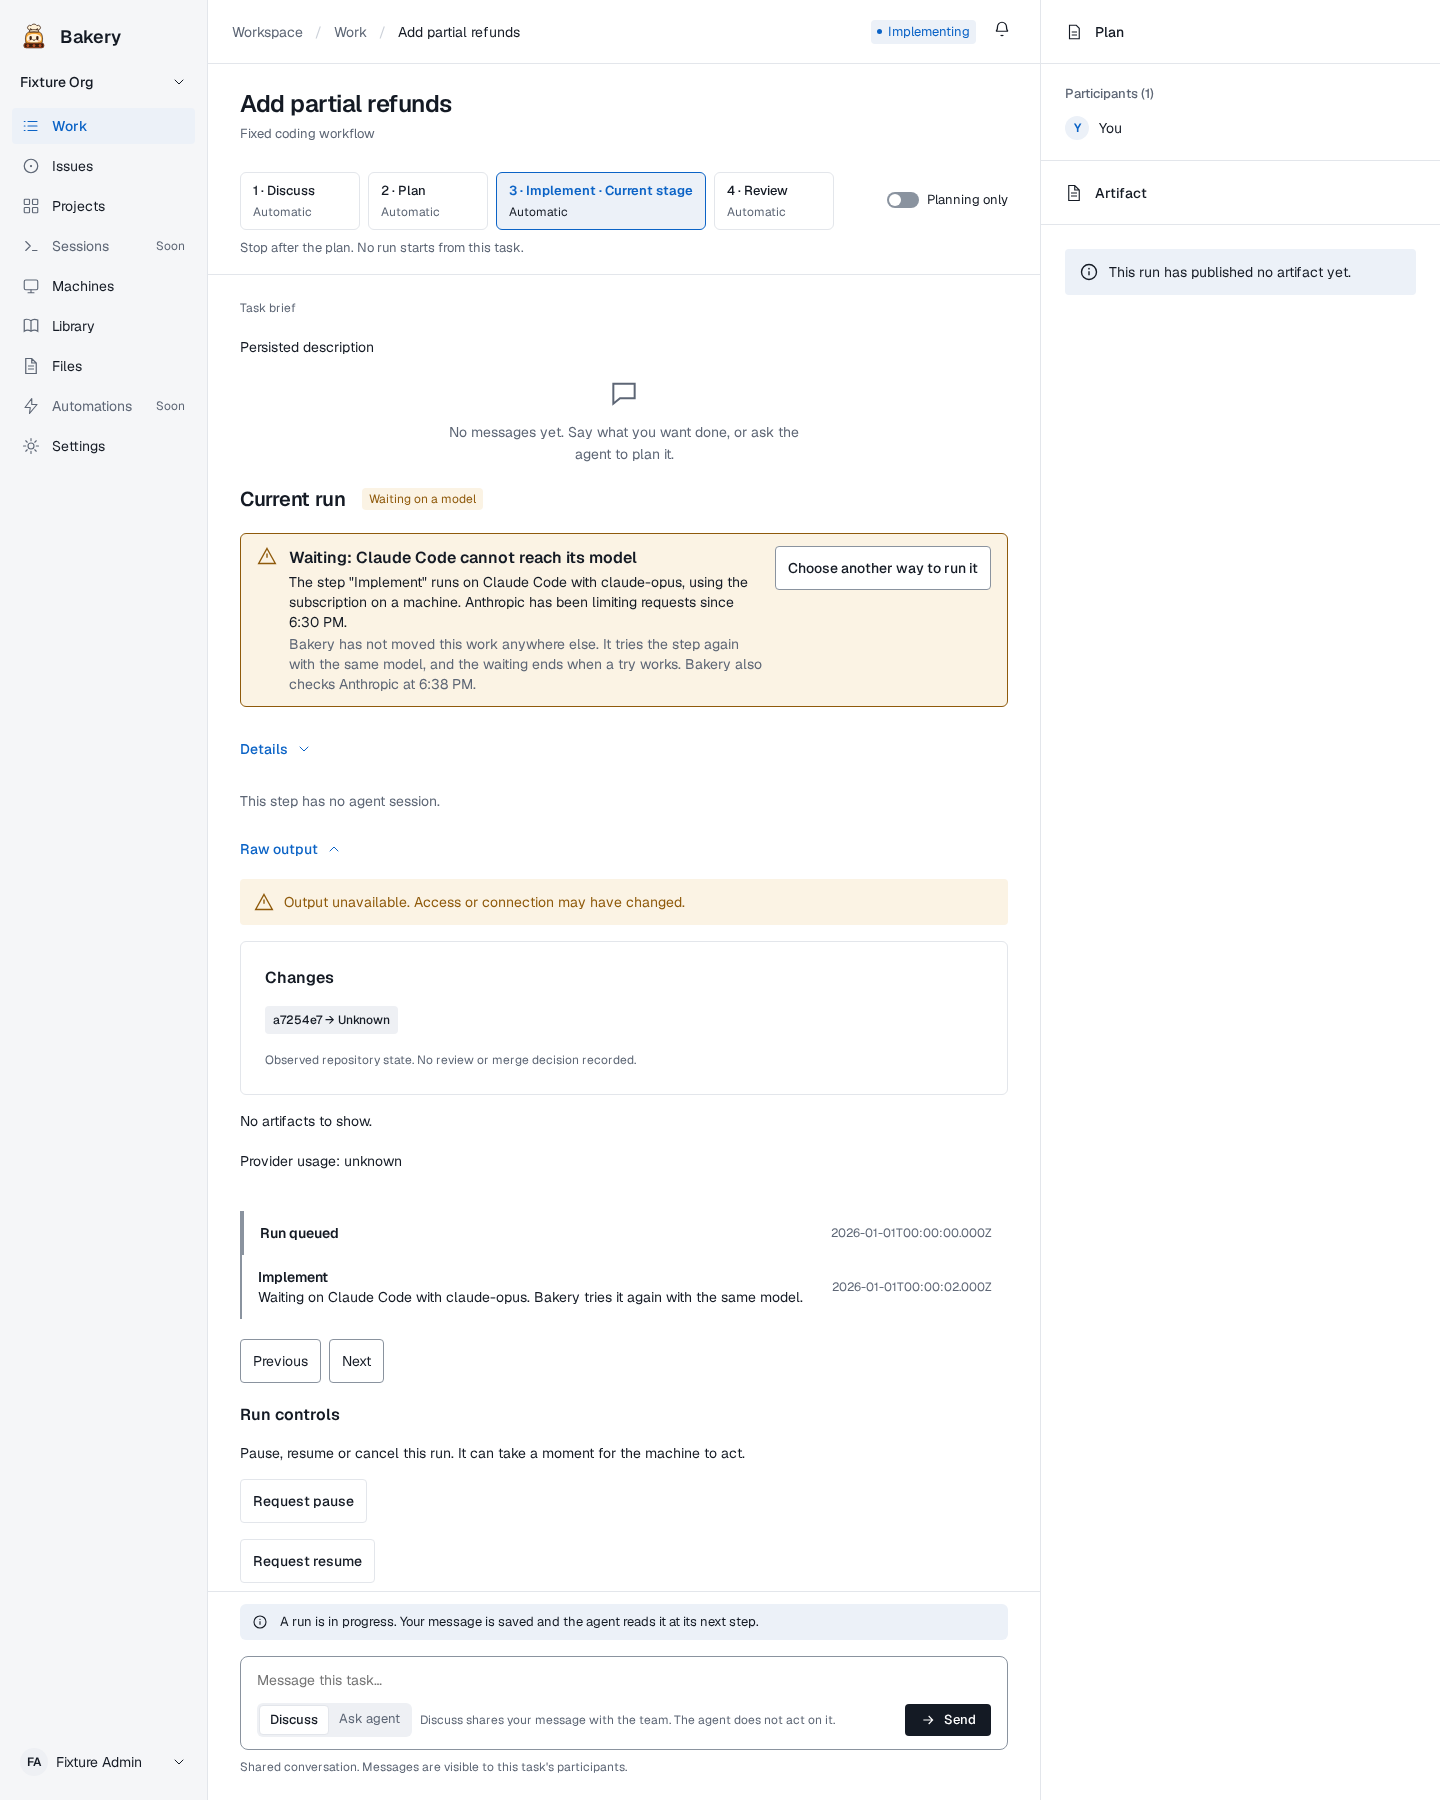 Bakery
Fixture Org
Work
Issues
Projects
Sessions Soon
Machines
Library
Files
Automations Soon
Settings
FA Fixture Admin
Workspace / Work / Add partial refunds
Implementing
Add partial refunds
Fixed coding workflow
1 · Discuss
Automatic
2 · Plan
Automatic
3 · Implement · Current stage
Automatic
4 · Review
Automatic
Planning only
Stop after the plan. No run starts from this task.
Task brief
Persisted description
No messages yet. Say what you want done, or ask the
agent to plan it.
Current run Waiting on a model
Waiting: Claude Code cannot reach its model
The step "Implement" runs on Claude Code with claude-opus, using the
subscription on a machine. Anthropic has been limiting requests since
6:30 PM.
Bakery has not moved this work anywhere else. It tries the step again
with the same model, and the waiting ends when a try works. Bakery also
checks Anthropic at 6:38 PM.
Choose another way to run it
Details
This step has no agent session.
Raw output
Output unavailable. Access or connection may have changed.
Changes
a7254e7 → Unknown
Observed repository state. No review or merge decision recorded.
No artifacts to show.
Provider usage: unknown
Run queued 2026-01-01T00:00:00.000Z
Implement
Waiting on Claude Code with claude-opus. Bakery tries it again with the same model.
2026-01-01T00:00:02.000Z
Previous Next
Run controls
Pause, resume or cancel this run. It can take a moment for the machine to act.
Request pause
Request resume
A run is in progress. Your message is saved and the agent reads it at its next step.
Message this task…
Discuss Ask agent Discuss shares your message with the team. The agent does not act on it.
→ Send
Shared conversation. Messages are visible to this task's participants.
Plan
Participants (1)
Y You
Artifact
This run has published no artifact yet.